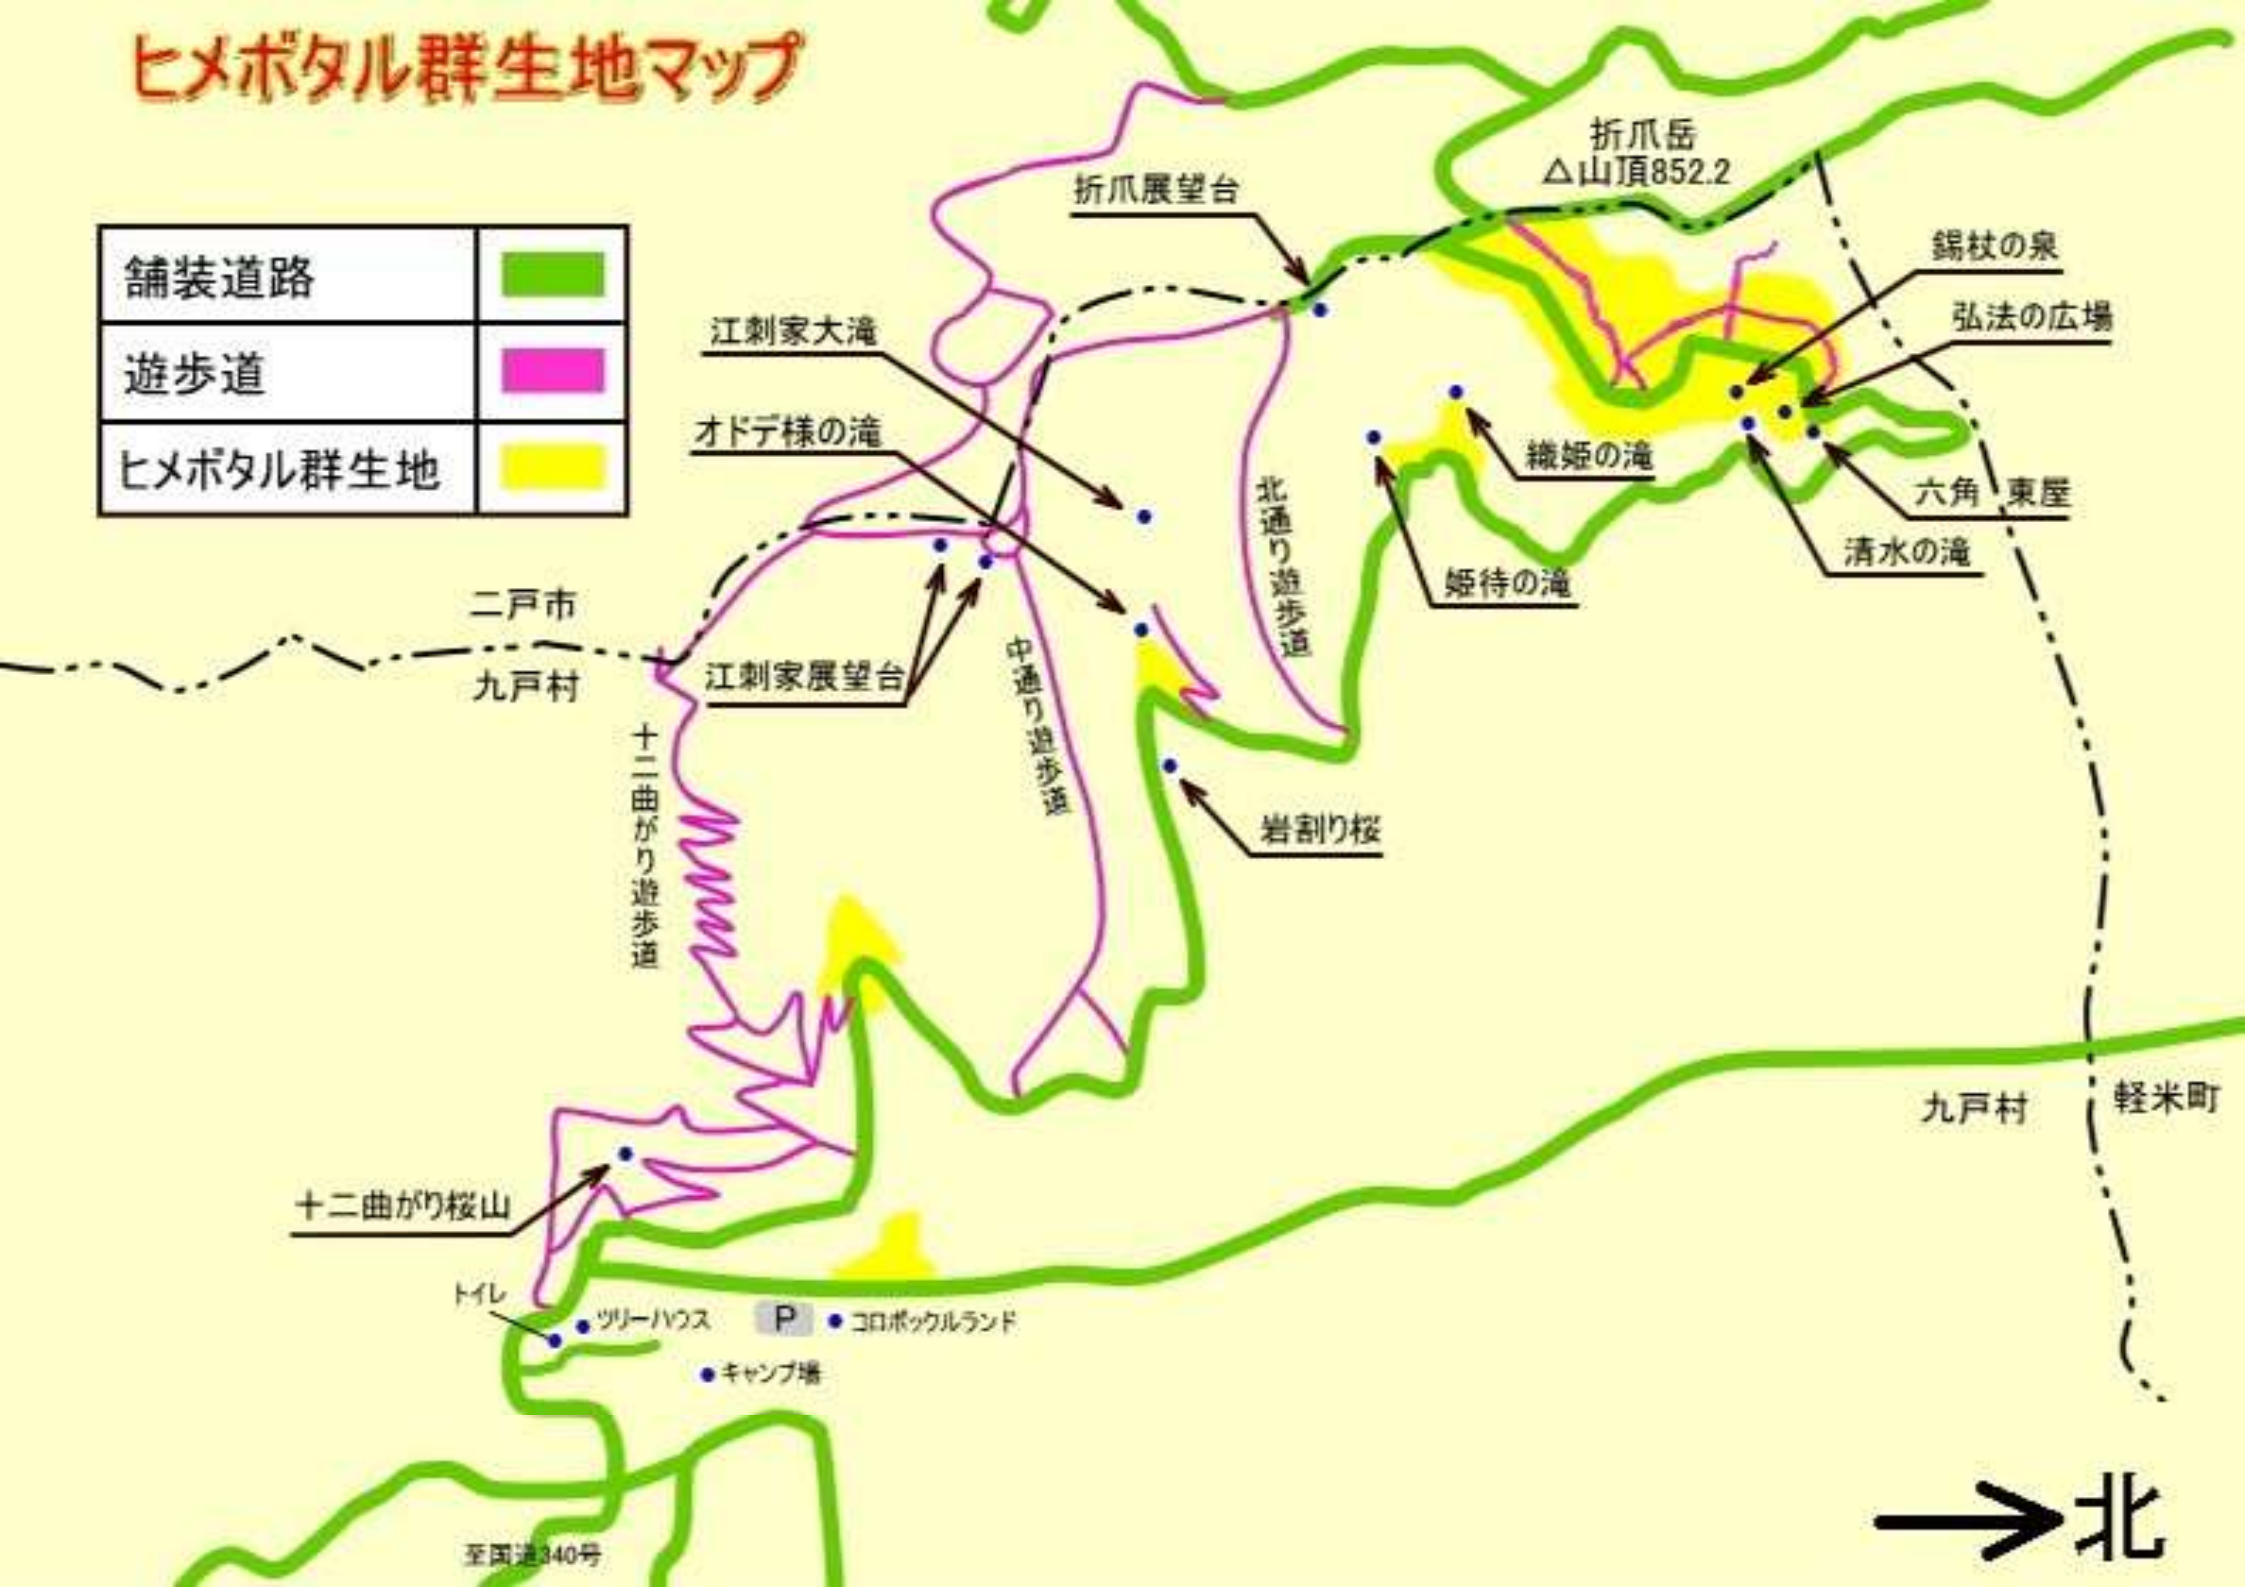 ヒメボタル群生地マップ
折爪岳
△山頂852.2
折爪展望台
舗装道路
遊歩道
ヒメボタル群生地
錫杖の泉
弘法の広場
江刺家大滝
オドデ様の滝
織姫の滝
六角 東屋
清水の滝
姫待の滝
北通り遊歩道
二戸市
九戸村
江刺家展望台
中通り遊歩道
十二曲がり遊歩道
岩割り桜
九戸村
軽米町
十二曲がり桜山
トイレ
ツリーハウス
P
コロポックルランド
キャンプ場
至国道340号
北